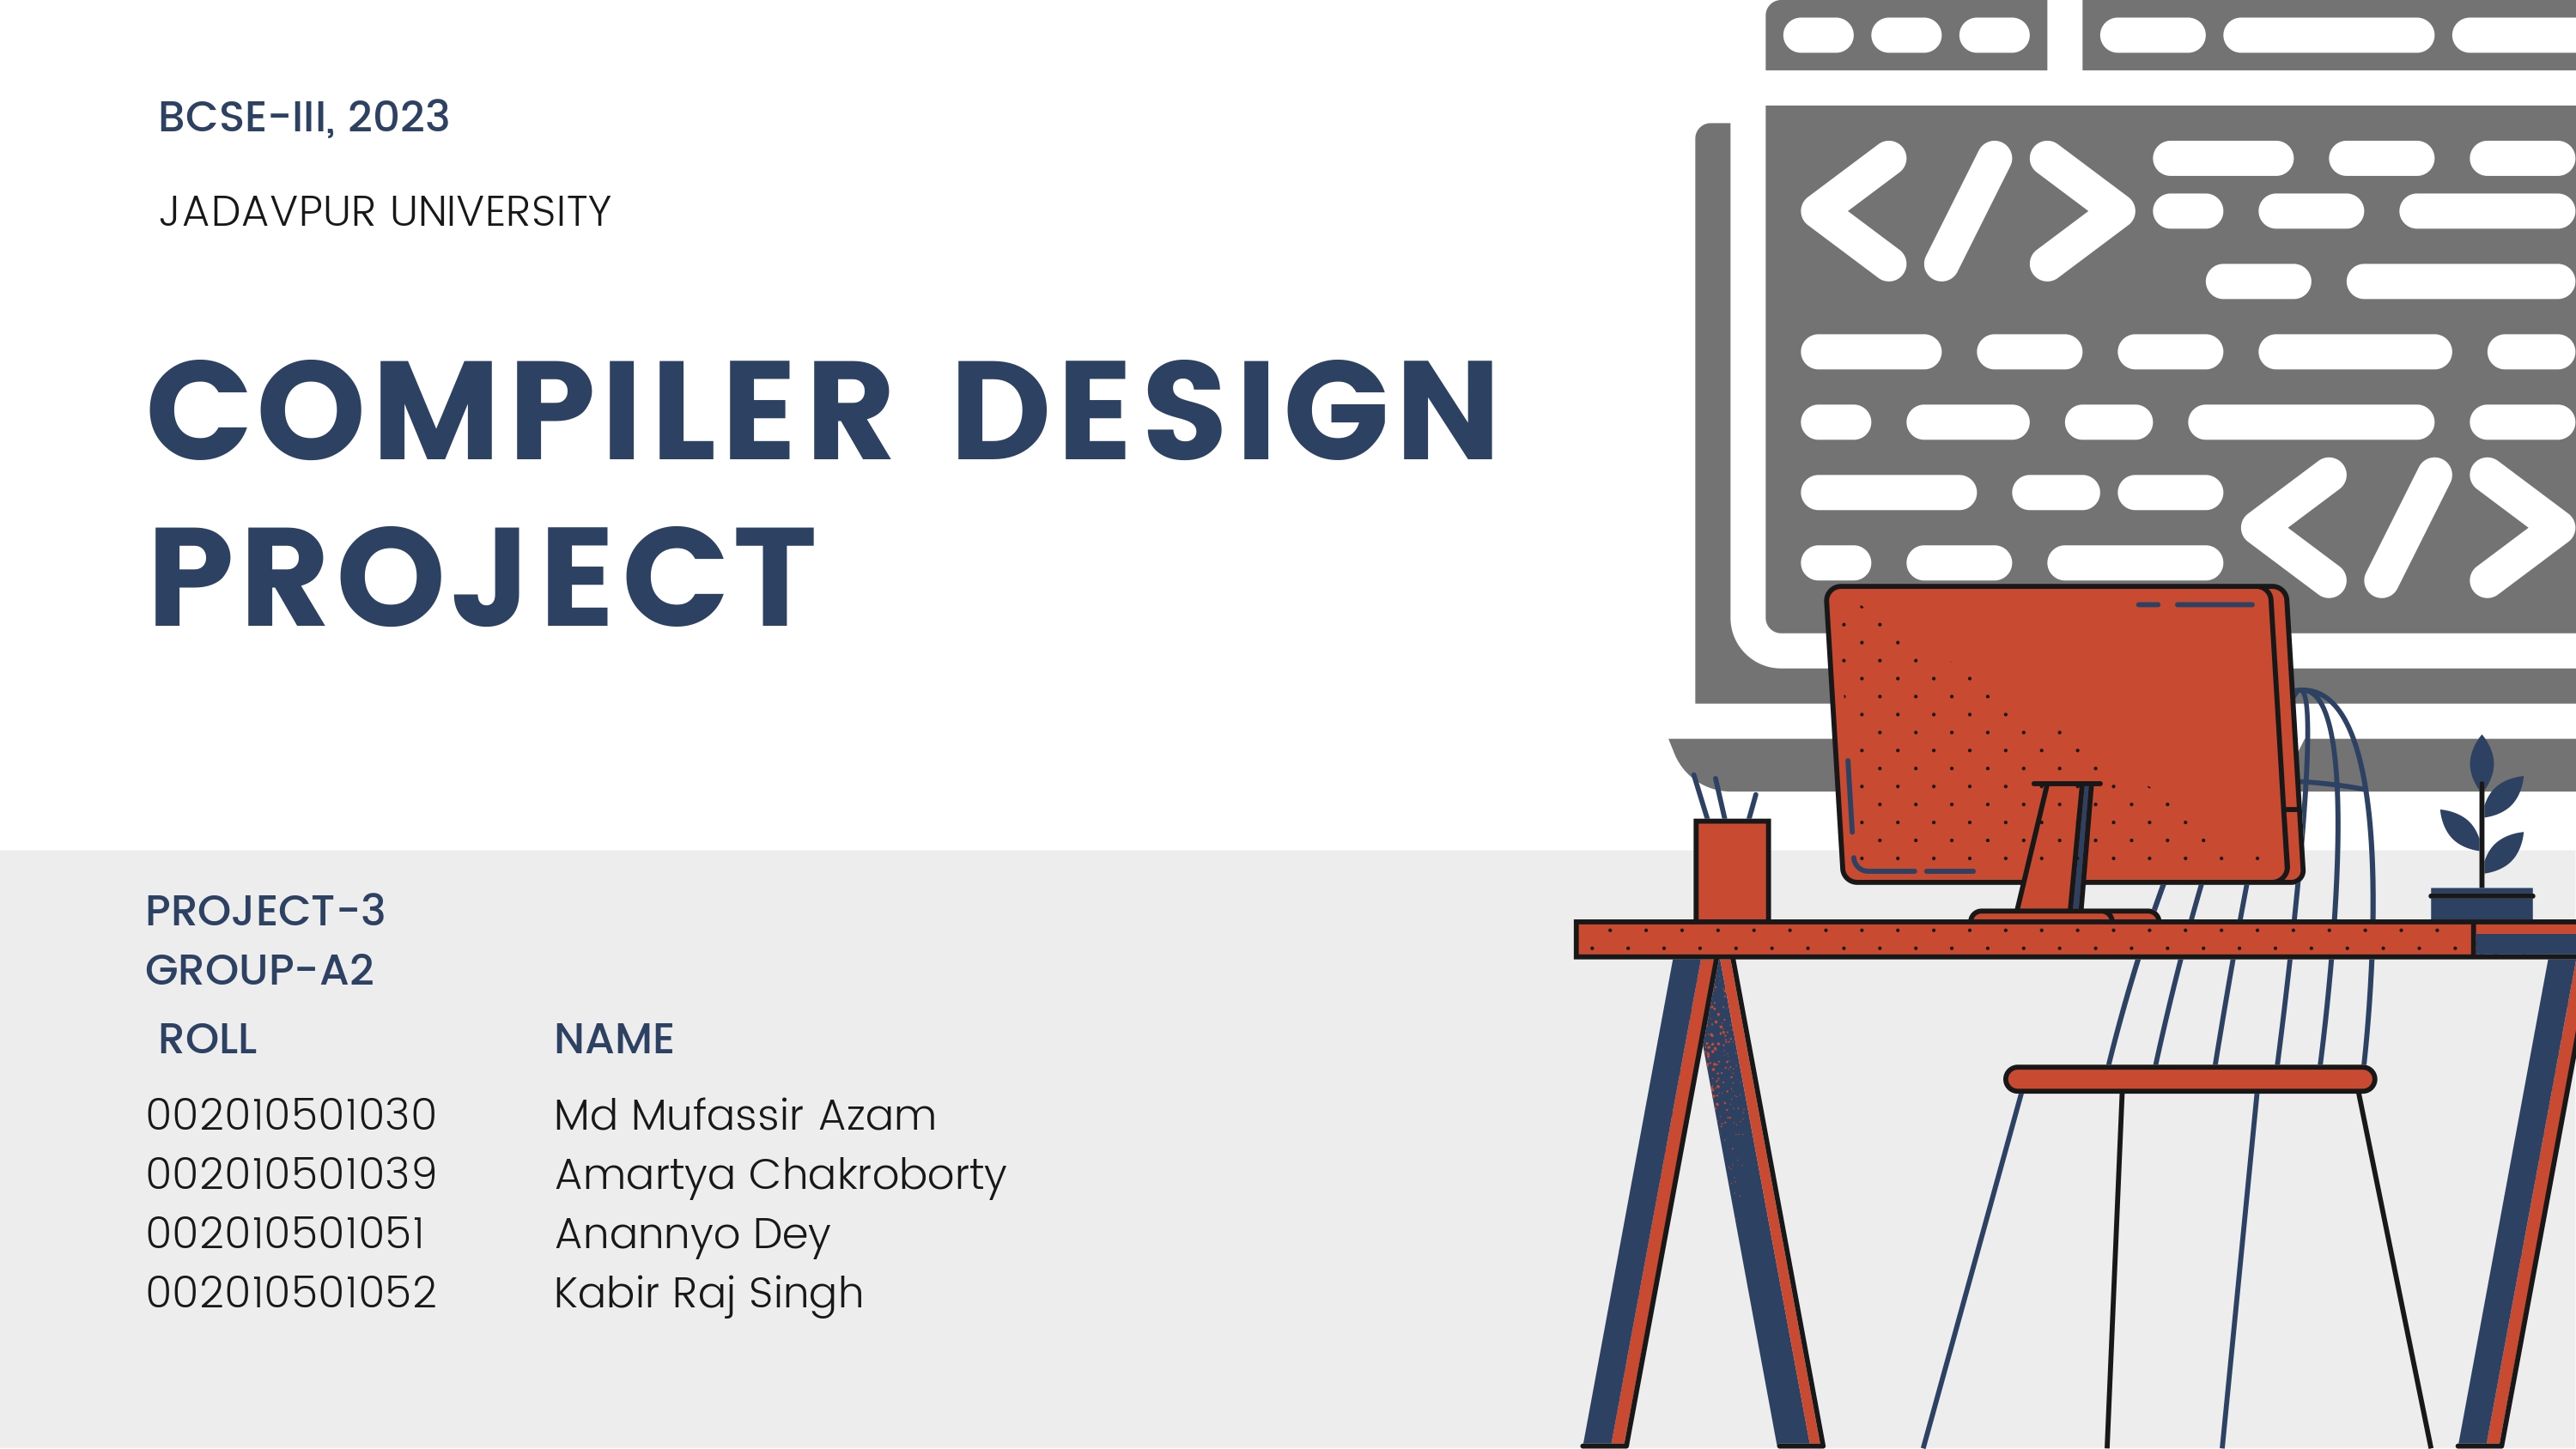 BCSE-III, 2023
JADAVPUR UNIVERSITY
COMPILER DESIGN
PROJECT
PROJECT-3
GROUP-A2
ROLL NAME
002010501030 Md Mufassir Azam
002010501039 Amartya Chakroborty
002010501051 Anannyo Dey
002010501052 Kabir Raj Singh